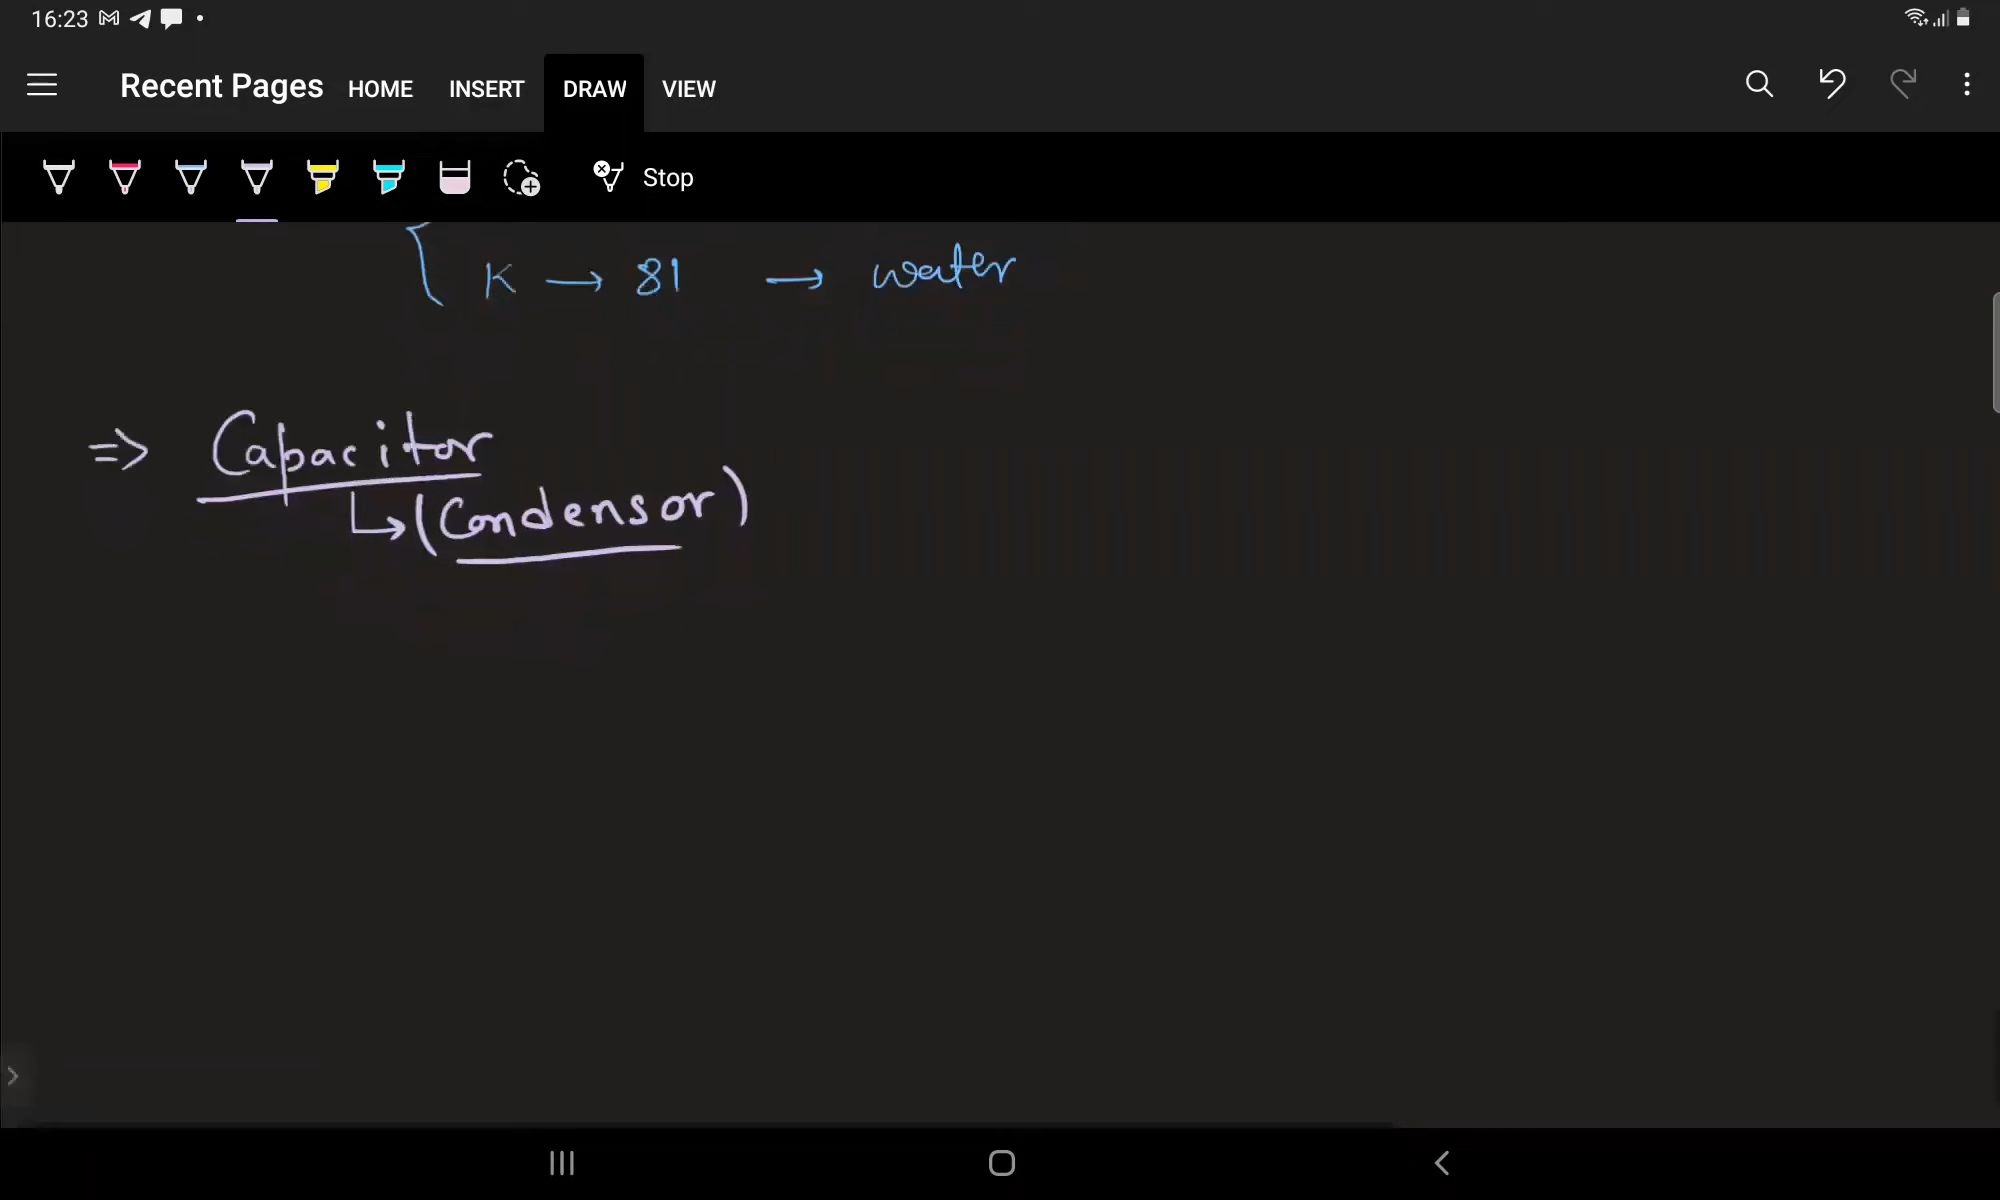 16:23
Recent Pages HOME INSERT DRAW VIEW
Stop
K → 81 → water
=> Capacitor
↳ (Condensor)